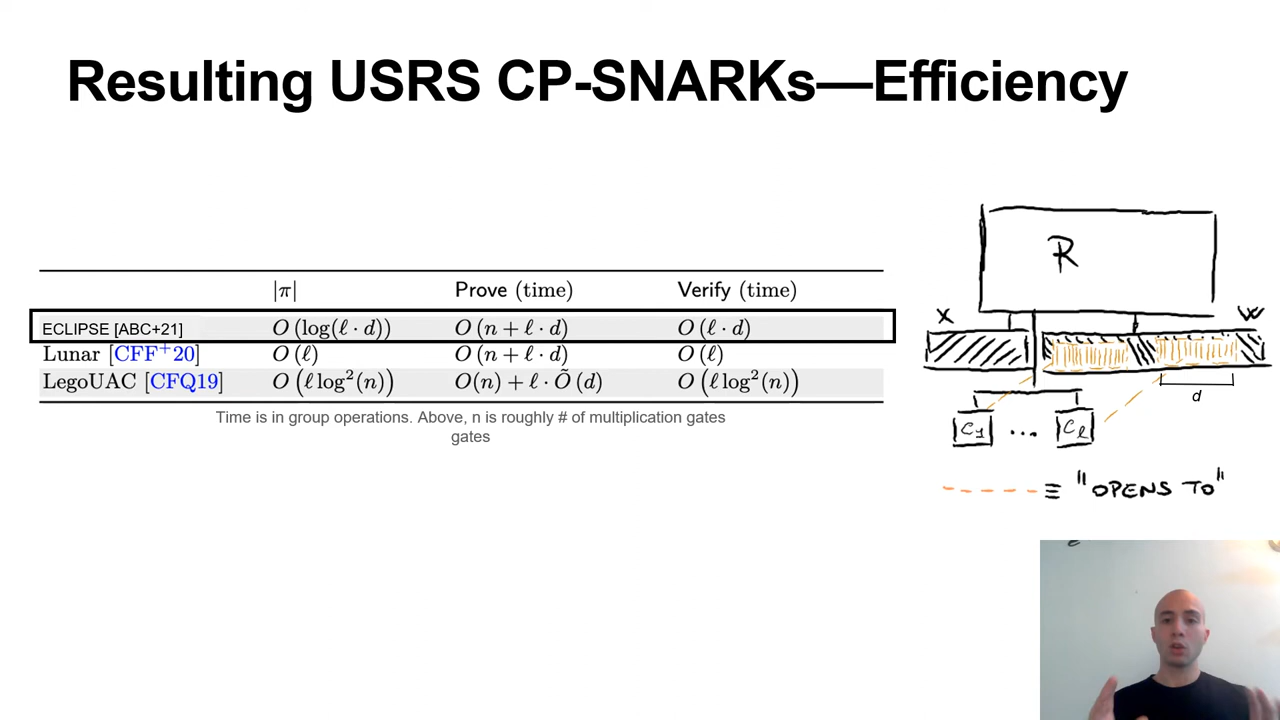 Resulting USRS CP-SNARKs—Efficiency
|π| Prove (time) Verify (time)
ECLIPSE [ABC+21] O (log(ℓ · d)) O (n + ℓ · d) O (ℓ · d)
Lunar [CFF⁺20] O (ℓ) O (n + ℓ · d) O (ℓ)
LegoUAC [CFQ19] O (ℓ log²(n)) O(n) + ℓ · Õ (d) O (ℓ log²(n))
Time is in group operations. Above, n is roughly # of multiplication gates
gates
R
X W
d
C₁ ... Cℓ
≡ "OPENS TO"